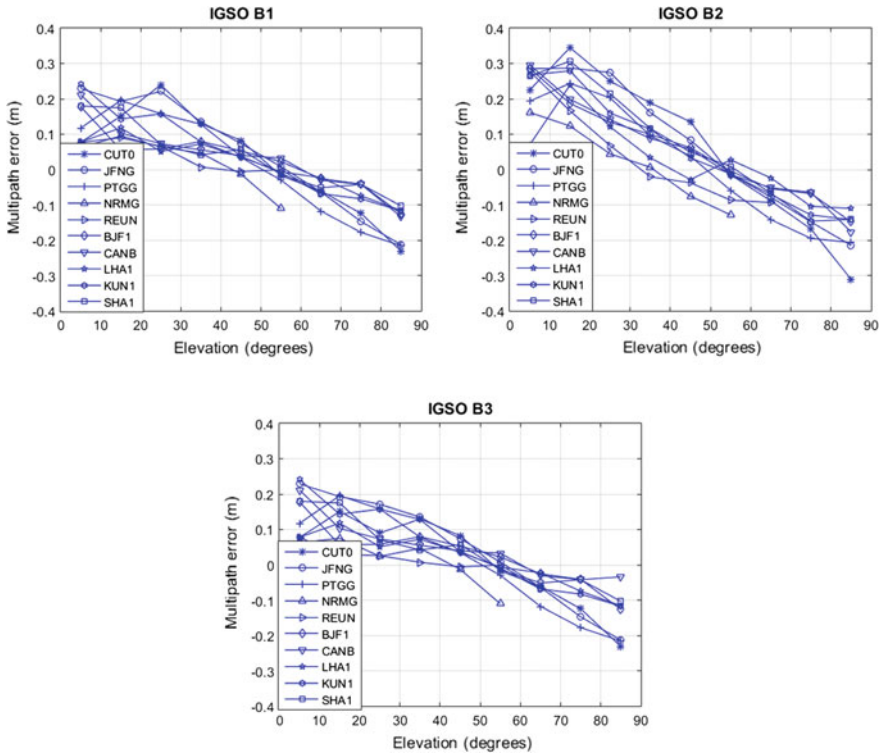 IGSO B1
0.4
0.3
0.2
0.1
0
-0.1
-0.2
-0.3
-0.4
Multipath error (m)
CUT0
JFNG
PTGG
NRMG
REUN
BJF1
CANB
LHA1
KUN1
SHA1
0 10 20 30 40 50 60 70 80 90
Elevation (degrees)
IGSO B2
0.4
0.3
0.2
0.1
0
-0.1
-0.2
-0.3
-0.4
Multipath error (m)
CUT0
JFNG
PTGG
NRMG
REUN
BJF1
CANB
LHA1
KUN1
SHA1
0 10 20 30 40 50 60 70 80 90
Elevation (degrees)
IGSO B3
0.4
0.3
0.2
0.1
0
-0.1
-0.2
-0.3
-0.4
Multipath error (m)
CUT0
JFNG
PTGG
NRMG
REUN
BJF1
CANB
LHA1
KUN1
SHA1
0 10 20 30 40 50 60 70 80 90
Elevation (degrees)